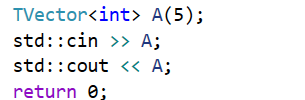 TVector<int> A(5);
std::cin >> A;
std::cout << A;
return 0;